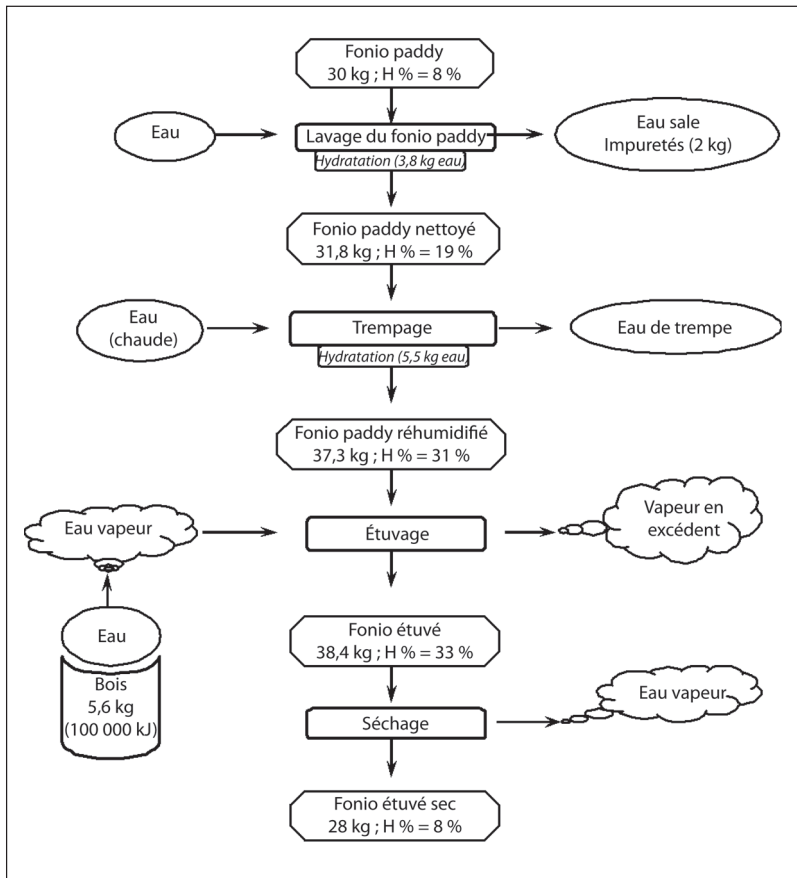 Fonio paddy
30 kg ; H % = 8 %
Eau
Lavage du fonio paddy
Hydratation (3,8 kg eau)
Eau sale
Impuretés (2 kg)
Fonio paddy nettoyé
31,8 kg ; H % = 19 %
Eau
(chaude)
Trempage
Hydratation (5,5 kg eau)
Eau de trempe
Fonio paddy réhumidifié
37,3 kg ; H % = 31 %
Eau vapeur
Étuvage
Vapeur en
excédent
Eau
Bois
5,6 kg
(100 000 kJ)
Fonio étuvé
38,4 kg ; H % = 33 %
Séchage
Eau vapeur
Fonio étuvé sec
28 kg ; H % = 8 %